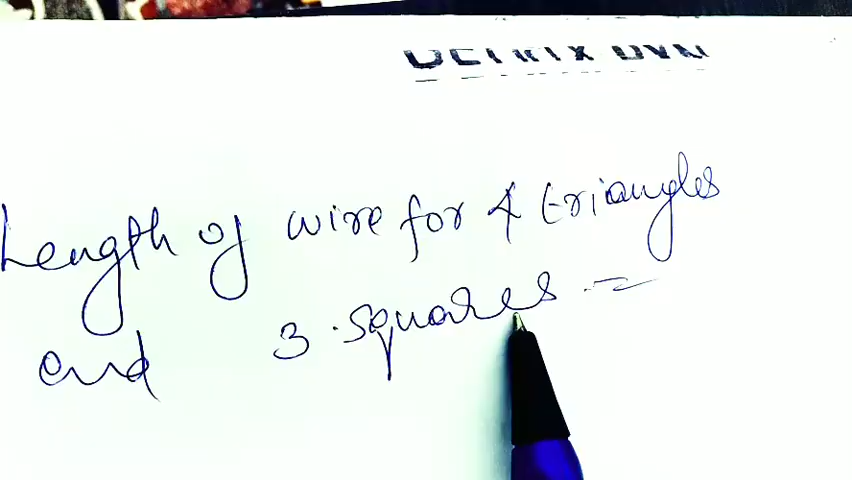 Length of wire for 4 triangles
and 3 squares =